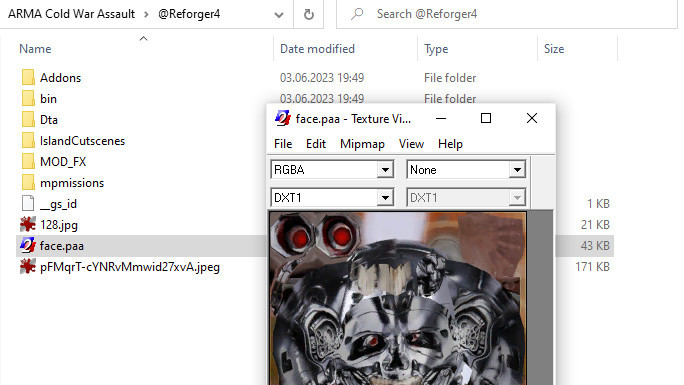 ARMA Cold War Assault > @Reforger4
Search @Reforger4
Name Date modified Type Size
Addons 03.06.2023 19:49 File folder
bin 03.06.2023 19:49 File folder
Dta
IslandCutscenes
MOD_FX
mpmissions
__gs_id 1 KB
128.jpg 21 KB
face.paa 43 KB
pFMqrT-cYNRvMmwid27xvA.jpeg 171 KB
face.paa - Texture Vi...
File Edit Mipmap View Help
RGBA None
DXT1 DXT1